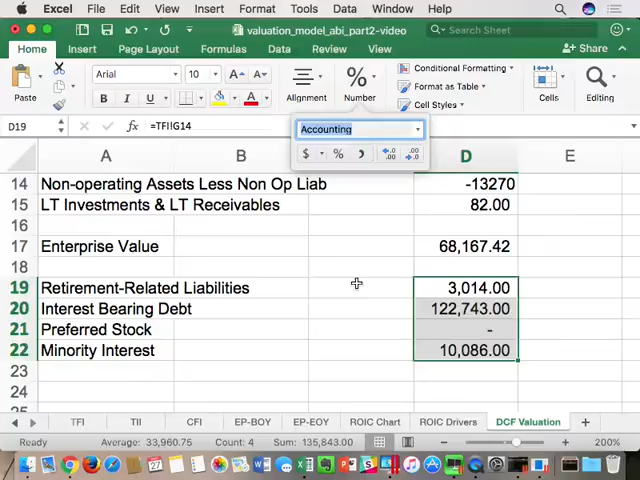 Excel File Edit View Insert Format Tools Data Window Help
valuation_model_abi_part2-video
Search Sheet
Home Insert Page Layout Formulas Data Review View Share
Paste
Arial 10 A A
B I U A
Alignment
%
Number
Conditional Formatting
Format as Table
Cell Styles
Cells
Editing
D19 fx =TFI!G14
Accounting
$ %
A B D E
14 Non-operating Assets Less Non Op Liab -13270
15 LT Investments & LT Receivables 82.00
16
17 Enterprise Value 68,167.42
18
19 Retirement-Related Liabilities 3,014.00
20 Interest Bearing Debt 122,743.00
21 Preferred Stock -
22 Minority Interest 10,086.00
23
24
25
TFI TII CFI EP-BOY EP-EOY ROIC Chart ROIC Drivers DCF Valuation +
Ready Average: 33,960.75 Count: 4 Sum: 135,843.00 200%